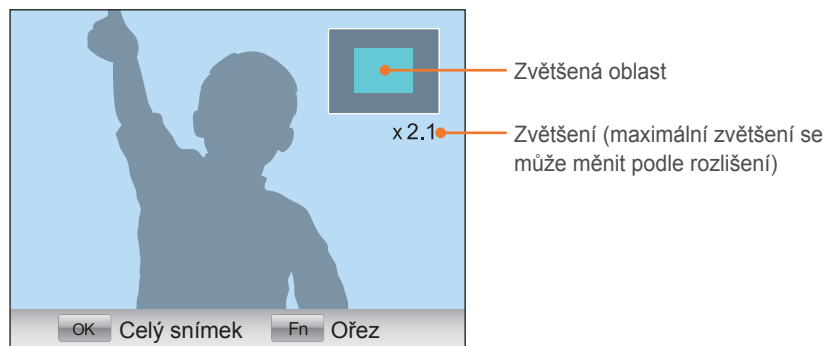 Zvětšená oblast
x 2.1
Zvětšení (maximální zvětšení se
může měnit podle rozlišení)
OK Celý snímek Fn Ořez